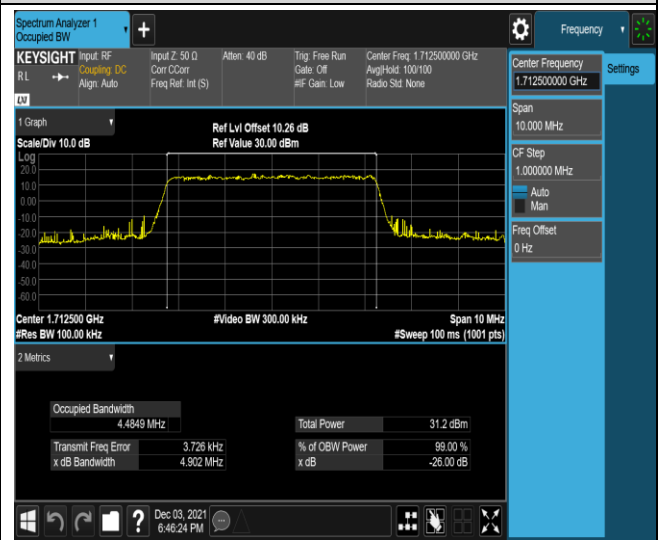 Spectrum Analyzer 1
Occupied BW
Frequency
KEYSIGHT
Input: RF
Coupling: DC
Align: Auto
Input Z: 50 Ω
Corr CCorr
Freq Ref: Int (S)
Atten: 40 dB
Trig: Free Run
Gate: Off
#IF Gain: Low
Center Freq: 1.712500000 GHz
Avg|Hold: 100/100
Radio Std: None
R L
LXI
Center Frequency
1.712500000 GHz
Settings
Span
10.000 MHz
CF Step
1.000000 MHz
Auto
Man
Freq Offset
0 Hz
1 Graph
Scale/Div 10.0 dB
Ref Lvl Offset 10.26 dB
Ref Value 30.00 dBm
Log
20.0
10.0
0.00
-10.0
-20.0
-30.0
-40.0
-50.0
-60.0
Center 1.712500 GHz
#Res BW 100.00 kHz
#Video BW 300.00 kHz
Span 10 MHz
#Sweep 100 ms (1001 pts)
2 Metrics
Occupied Bandwidth
4.4849 MHz
Total Power 31.2 dBm
Transmit Freq Error 3.726 kHz
% of OBW Power 99.00 %
x dB Bandwidth 4.902 MHz
x dB -26.00 dB
?
Dec 03, 2021
6:46:24 PM